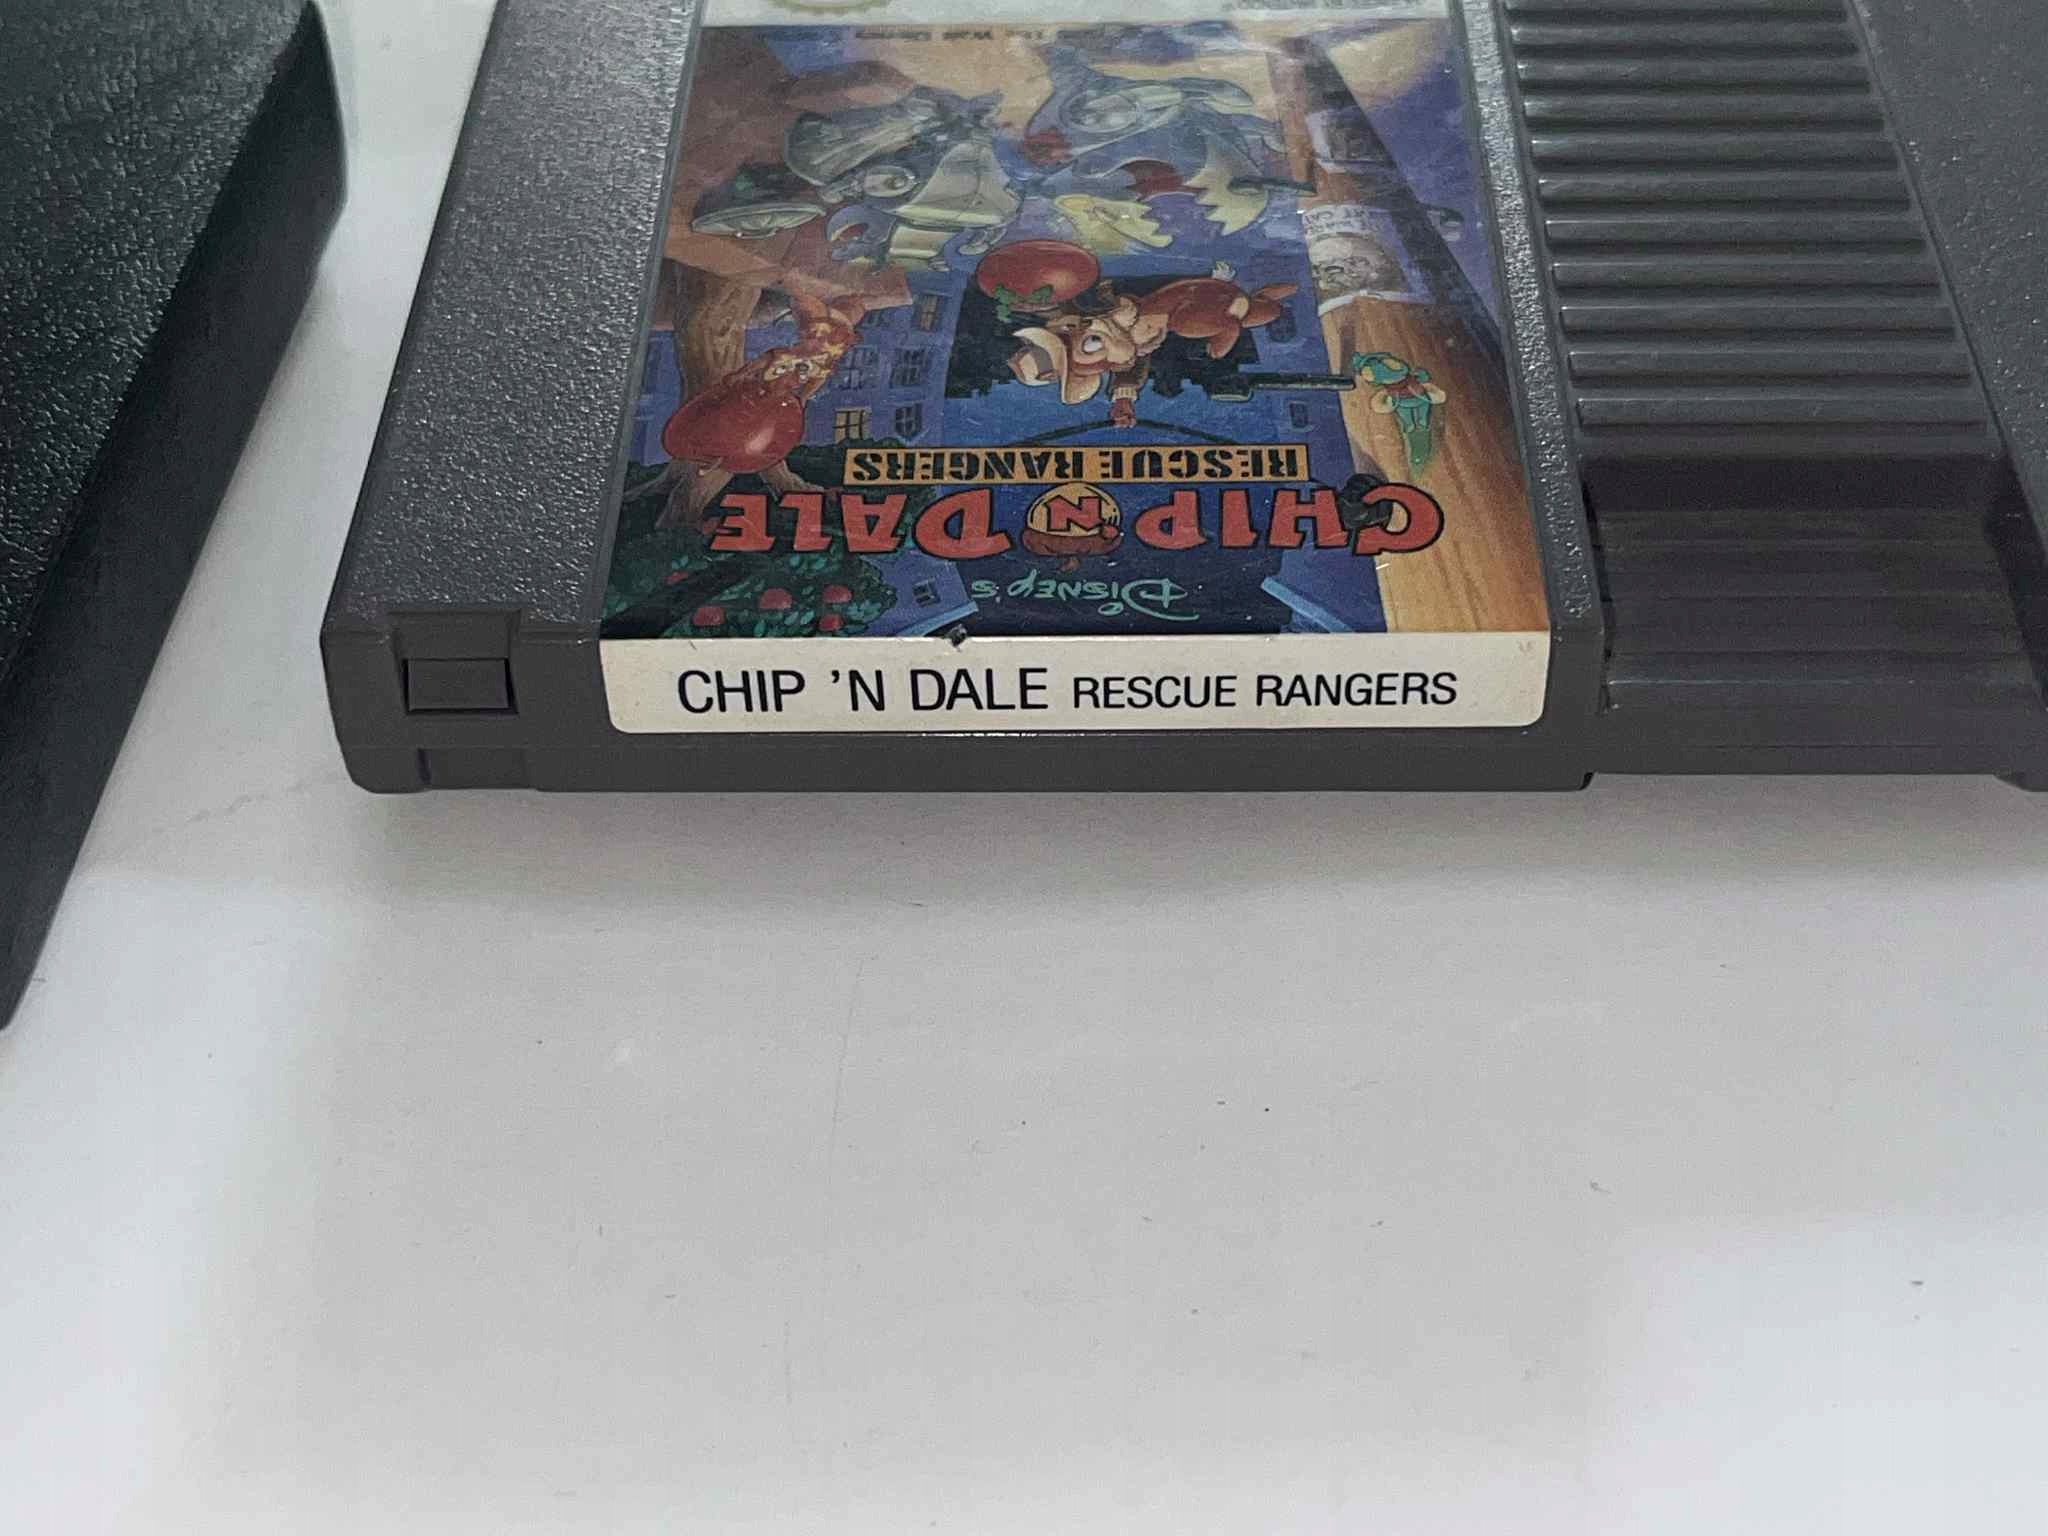 DISNEY'S
CHIP 'N DALE
RESCUE RANGERS
CHIP 'N DALE RESCUE RANGERS